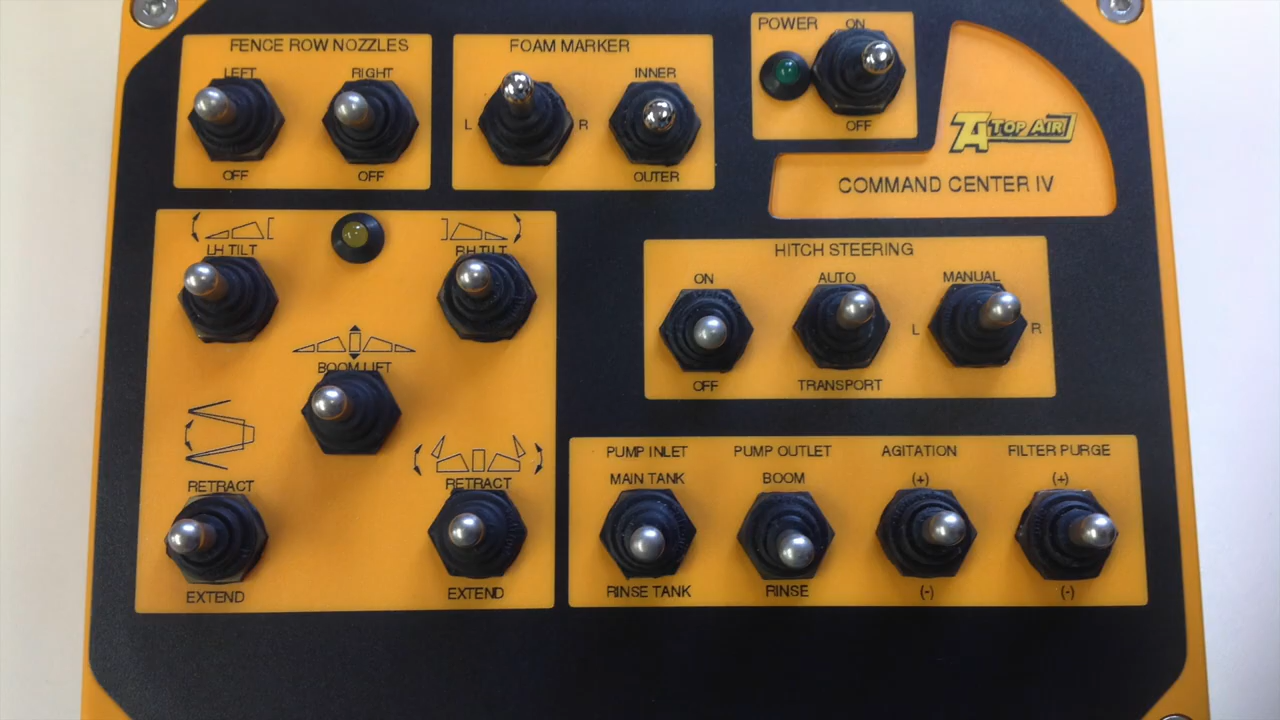 FENCE ROW NOZZLES
LEFT
RIGHT
OFF
OFF
FOAM MARKER
INNER
L
R
OUTER
POWER
ON
OFF
TA TOP AIR
COMMAND CENTER IV
LH TILT
RH TILT
BOOM LIFT
RETRACT
RETRACT
EXTEND
EXTEND
HITCH STEERING
ON
AUTO
MANUAL
L
R
OFF
TRANSPORT
PUMP INLET
PUMP OUTLET
AGITATION
FILTER PURGE
MAIN TANK
BOOM
(+)
(+)
RINSE TANK
RINSE
(-)
(-)